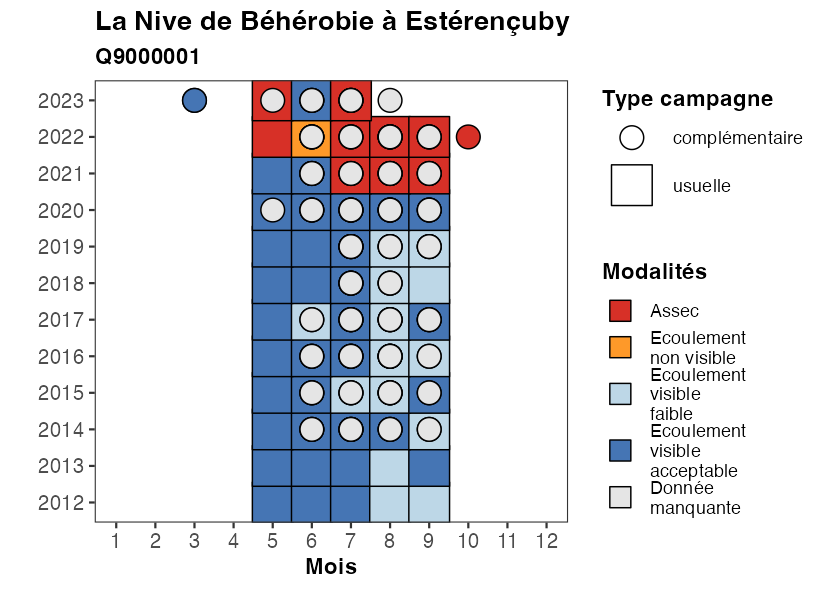 La Nive de Béhérobie à Estérençuby
Q9000001
2023
2022
2021
2020
2019
2018
2017
2016
2015
2014
2013
2012
1 2 3 4 5 6 7 8 9 10 11 12
Mois
Type campagne
complémentaire
usuelle
Modalités
Assec
Ecoulement
non visible
Ecoulement
visible
faible
Ecoulement
visible
acceptable
Donnée
manquante